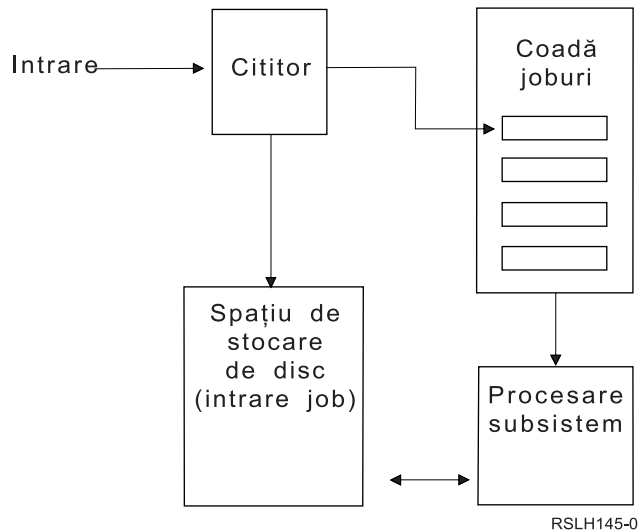 Intrare
Cititor
Coadă
joburi
Spațiu de
stocare
de disc
(intrare job)
Procesare
subsistem
RSLH145-0